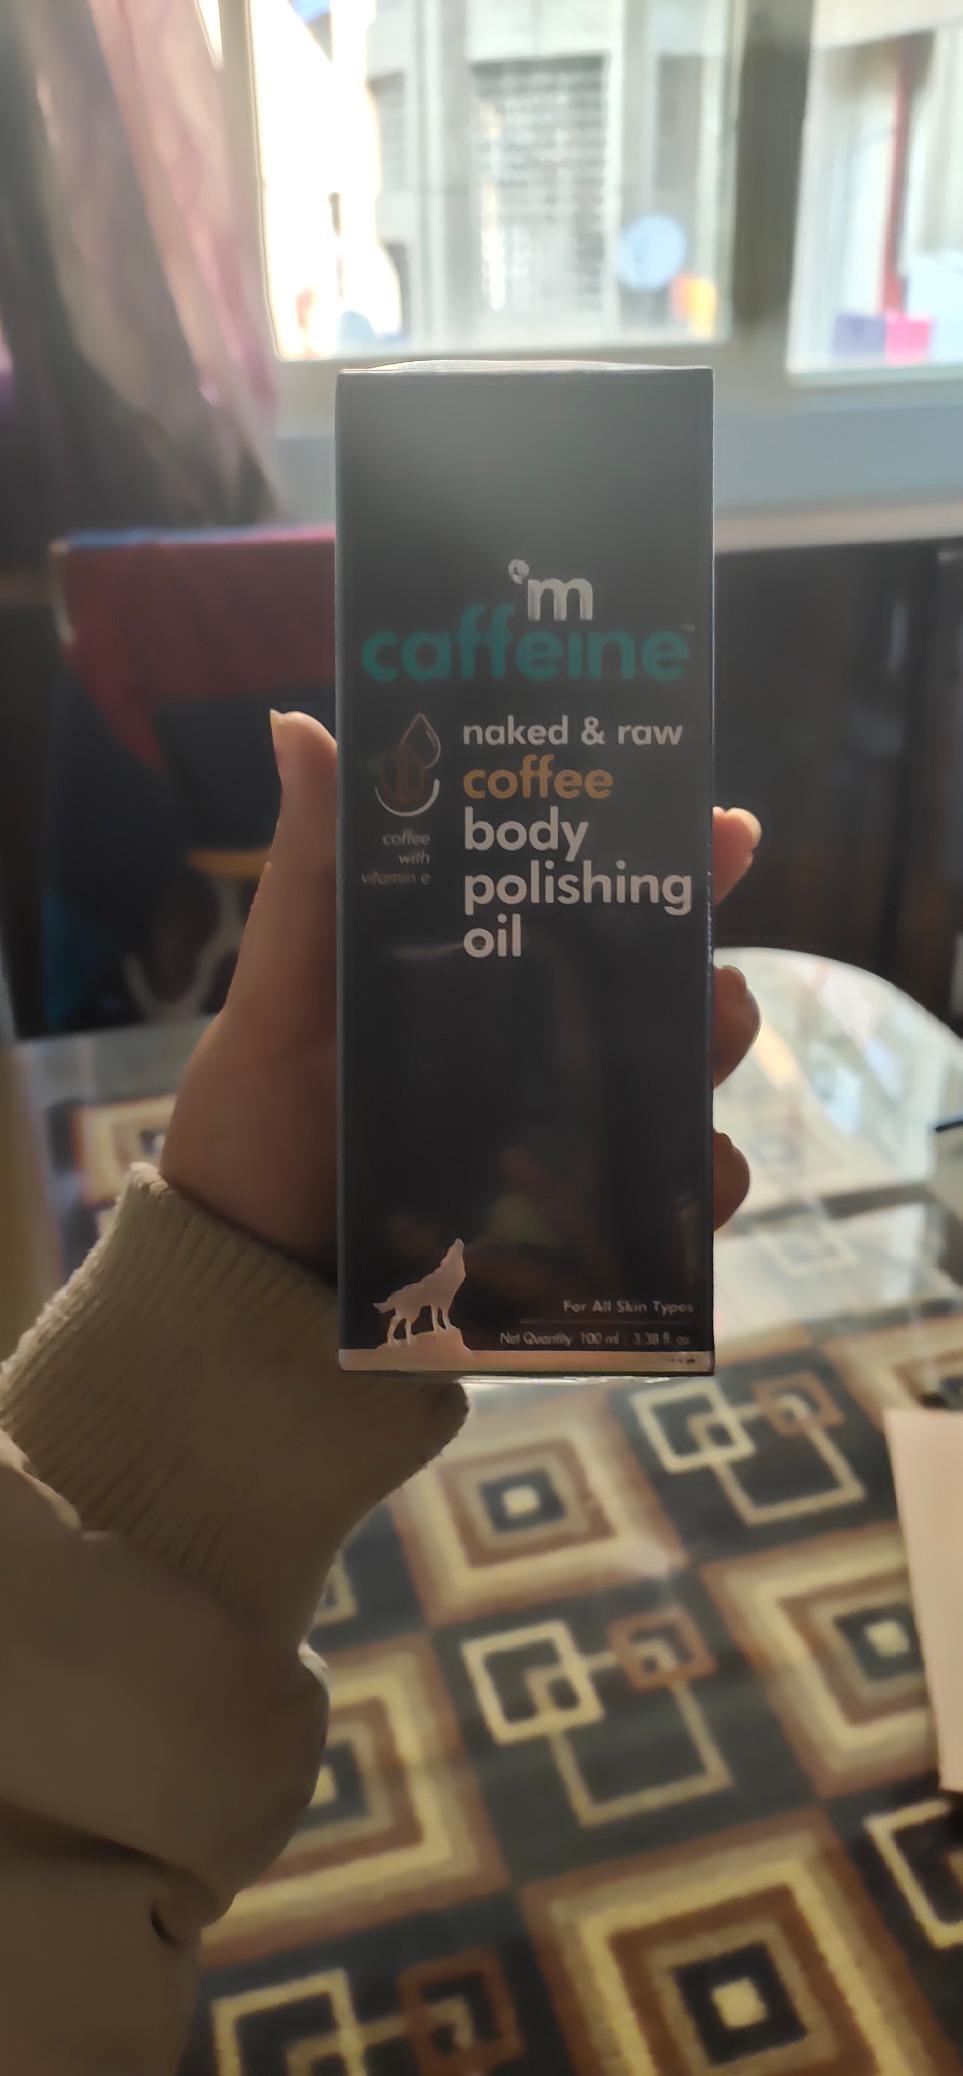 'm
caffeine
naked & raw
coffee
body
polishing
oil
coffee
with
vitamin e
For All Skin Types
Net Quantity: 100 ml | 3.38 fl. oz